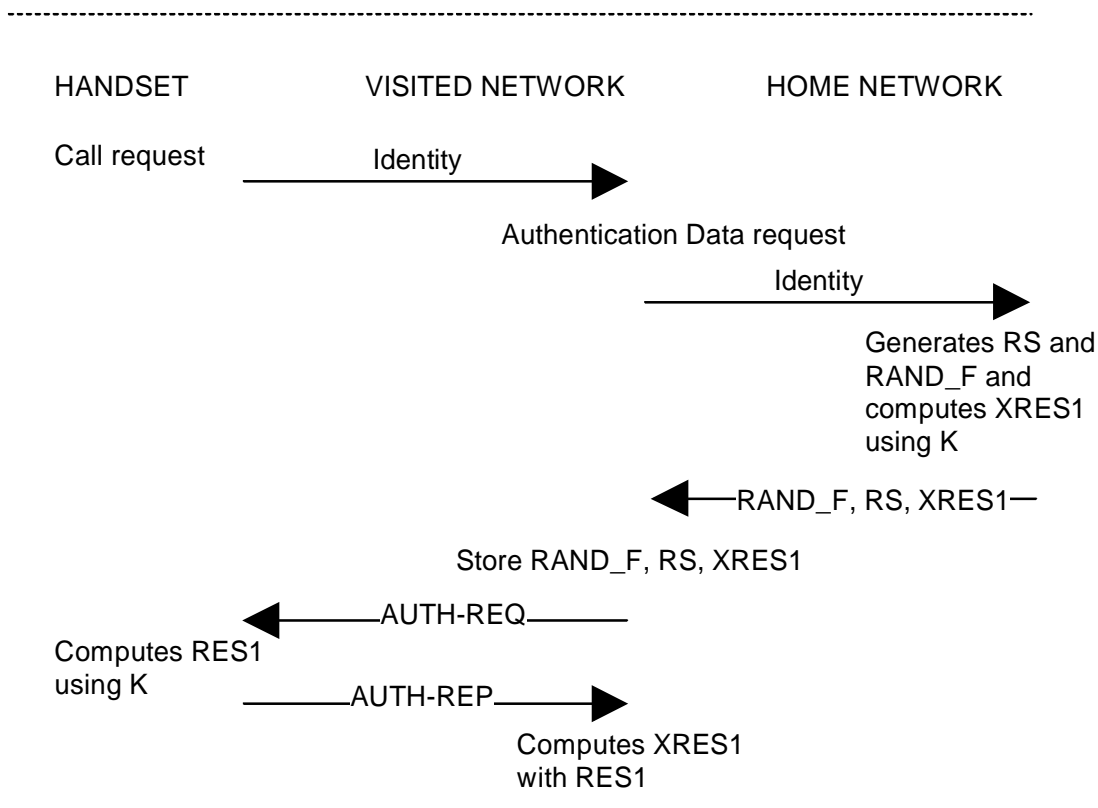 HANDSET VISITED NETWORK HOME NETWORK
Call request Identity
Authentication Data request
Identity
Generates RS and
RAND_F and
computes XRES1
using K
RAND_F, RS, XRES1
Store RAND_F, RS, XRES1
AUTH-REQ
Computes RES1
using K
AUTH-REP
Computes XRES1
with RES1